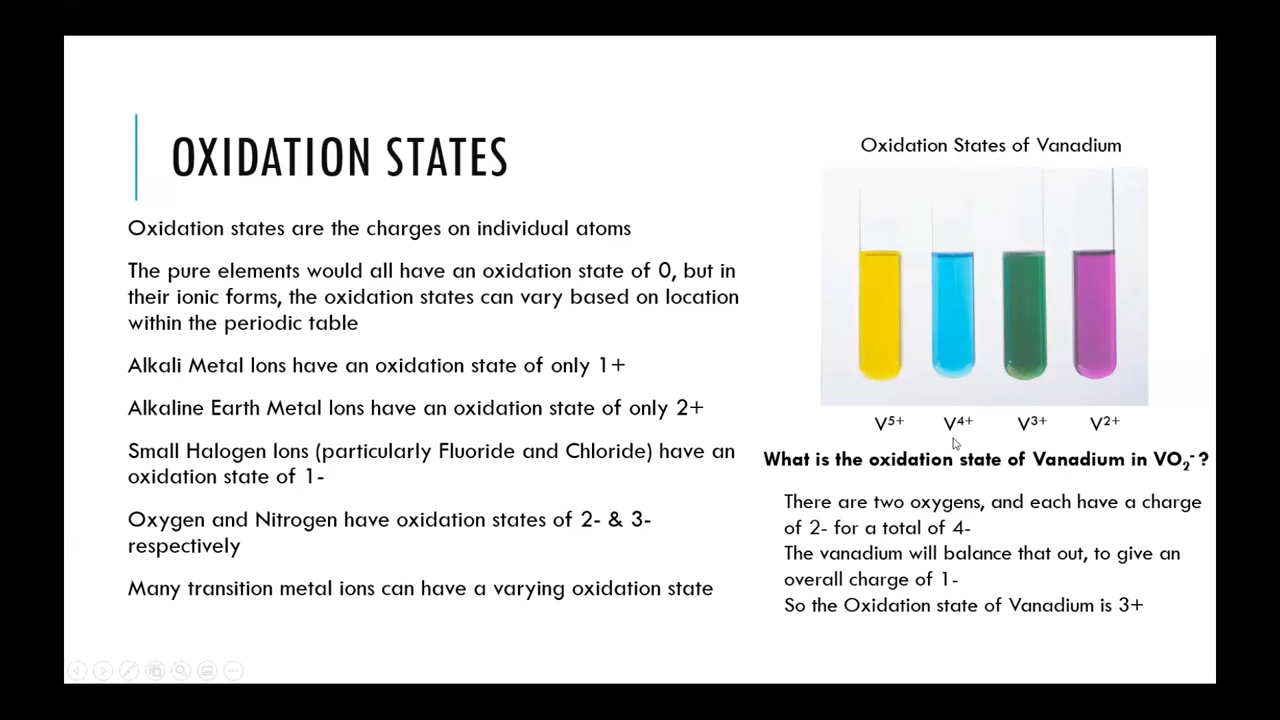 OXIDATION STATES
Oxidation states are the charges on individual atoms
The pure elements would all have an oxidation state of 0, but in
their ionic forms, the oxidation states can vary based on location
within the periodic table
Alkali Metal Ions have an oxidation state of only 1+
Alkaline Earth Metal Ions have an oxidation state of only 2+
Small Halogen Ions (particularly Fluoride and Chloride) have an
oxidation state of 1-
Oxygen and Nitrogen have oxidation states of 2- & 3-
respectively
Many transition metal ions can have a varying oxidation state
Oxidation States of Vanadium
V⁵⁺ V⁴⁺ V³⁺ V²⁺
What is the oxidation state of Vanadium in VO₂⁻?
There are two oxygens, and each have a charge
of 2- for a total of 4-
The vanadium will balance that out, to give an
overall charge of 1-
So the Oxidation state of Vanadium is 3+